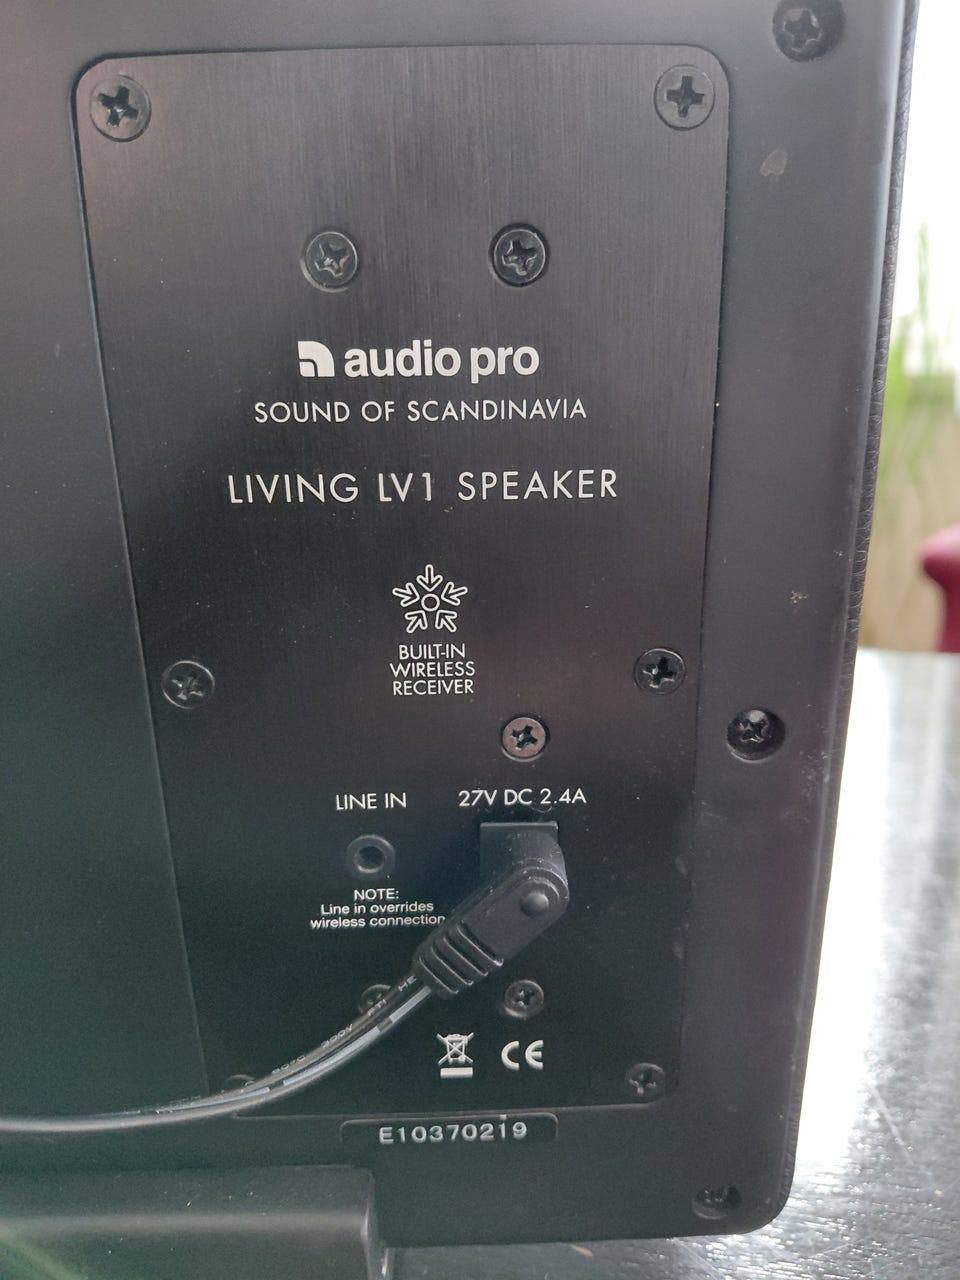 audio pro
SOUND OF SCANDINAVIA
LIVING LV1 SPEAKER
BUILT-IN
WIRELESS
RECEIVER
LINE IN
27V DC 2.4A
NOTE:
Line in overrides
wireless connection
300V
CE
E10370219